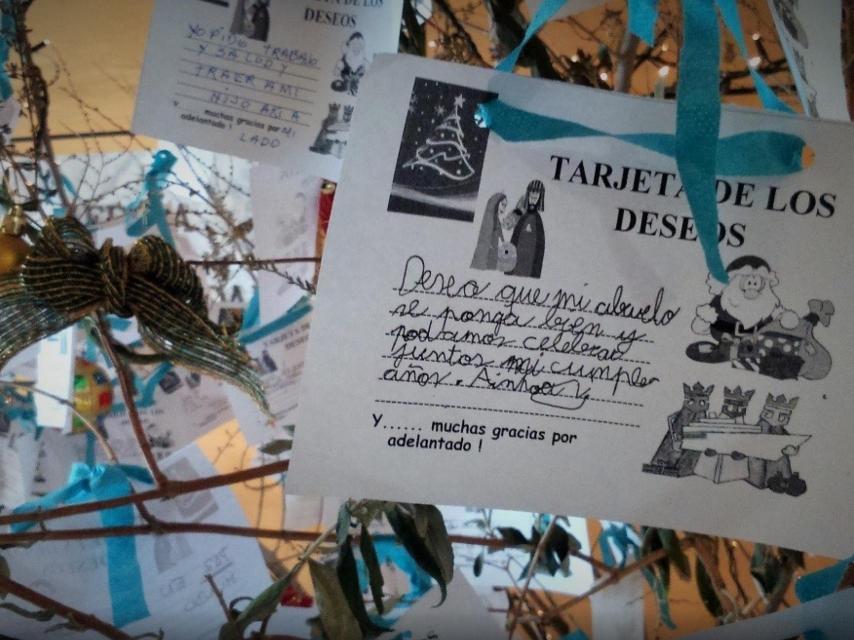 DESEOS
YO PIDO TRABAJO
Y SALUD Y
TRAER A MI
HIJO A
Y
muchas gracias por MI
adelantado !
LADO
TARJETA DE LOS
DESEOS
Deseo que mi abuelo
se ponga bien y
podamos celebrar
juntos mi cumple
años. Ainhoa
Y...... muchas gracias por
adelantado !